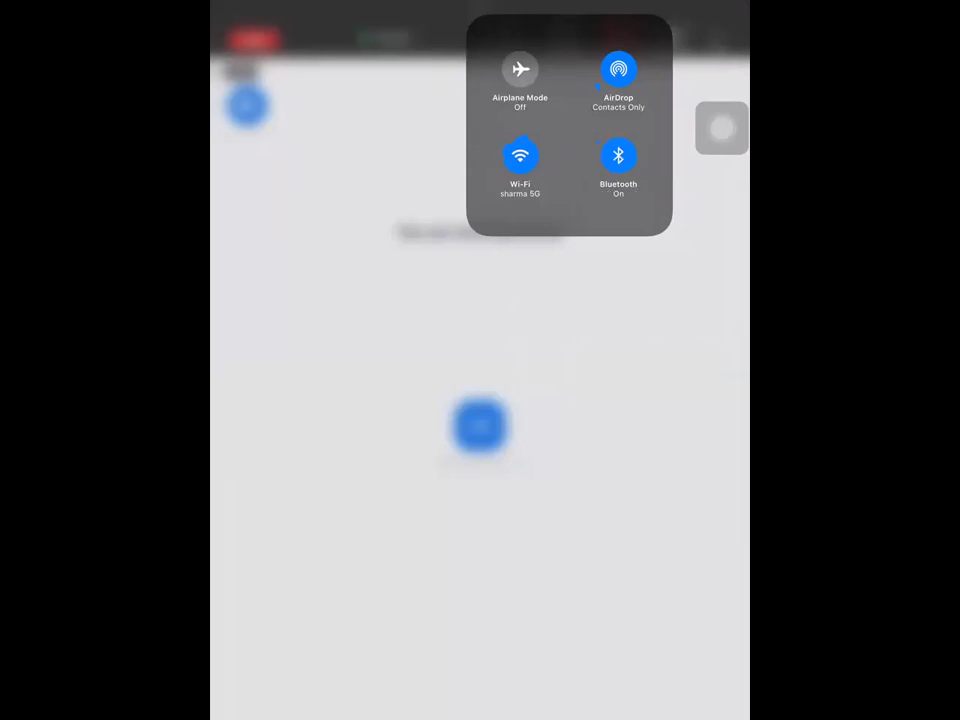 Airplane Mode
Off
AirDrop
Contacts Only
Wi-Fi
sharma 5G
Bluetooth
On